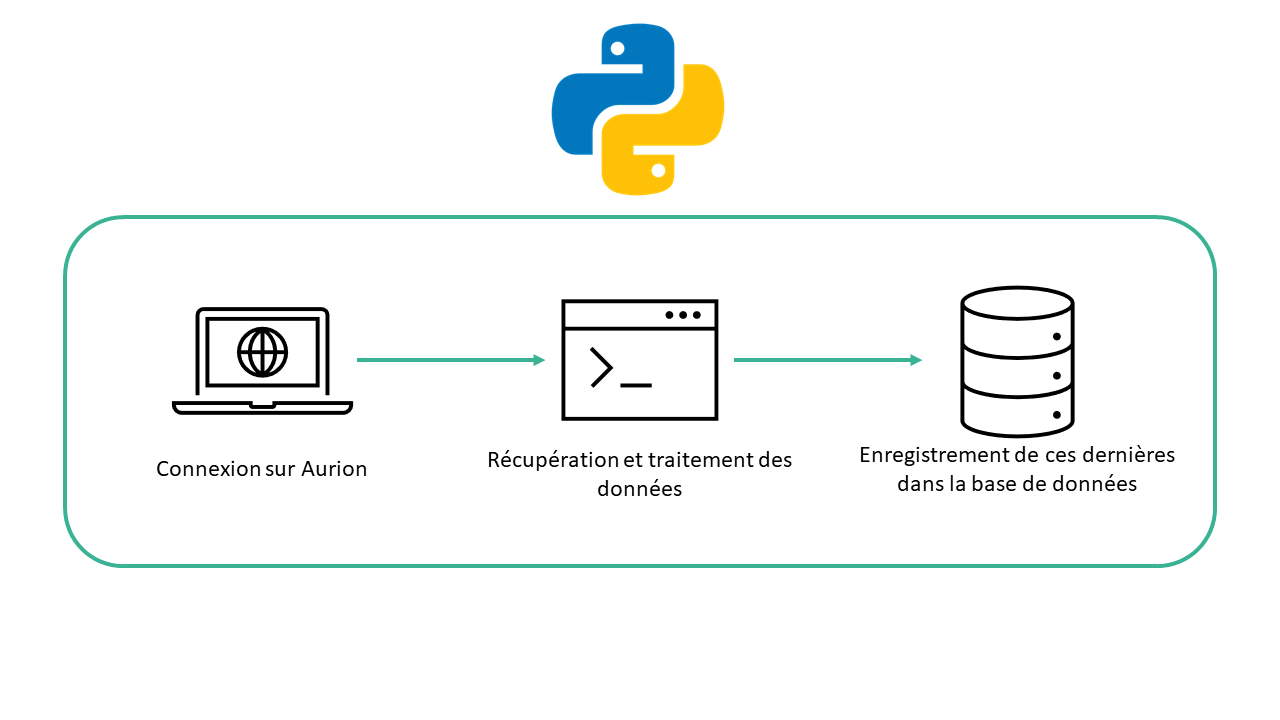 Connexion sur Aurion
Récupération et traitement des
données
Enregistrement de ces dernières
dans la base de données